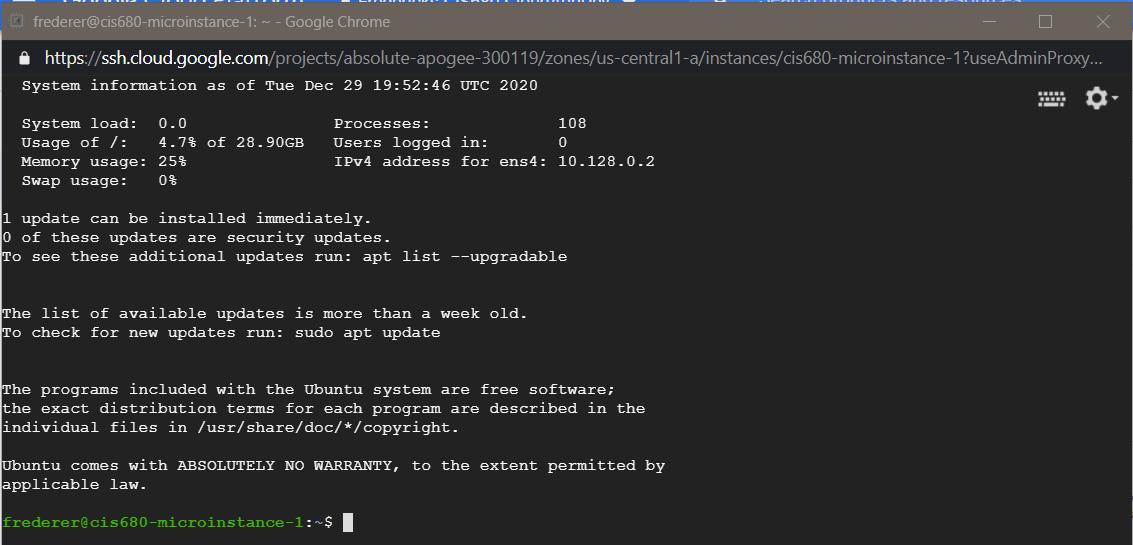 frederer@cis680-microinstance-1: ~ - Google Chrome
https://ssh.cloud.google.com/projects/absolute-apogee-300119/zones/us-central1-a/instances/cis680-microinstance-1?useAdminProxy...
System information as of Tue Dec 29 19:52:46 UTC 2020
System load: 0.0 Processes: 108
Usage of /: 4.7% of 28.90GB Users logged in: 0
Memory usage: 25% IPv4 address for ens4: 10.128.0.2
Swap usage: 0%
1 update can be installed immediately.
0 of these updates are security updates.
To see these additional updates run: apt list --upgradable
The list of available updates is more than a week old.
To check for new updates run: sudo apt update
The programs included with the Ubuntu system are free software;
the exact distribution terms for each program are described in the
individual files in /usr/share/doc/*/copyright.
Ubuntu comes with ABSOLUTELY NO WARRANTY, to the extent permitted by
applicable law.
frederer@cis680-microinstance-1:~$